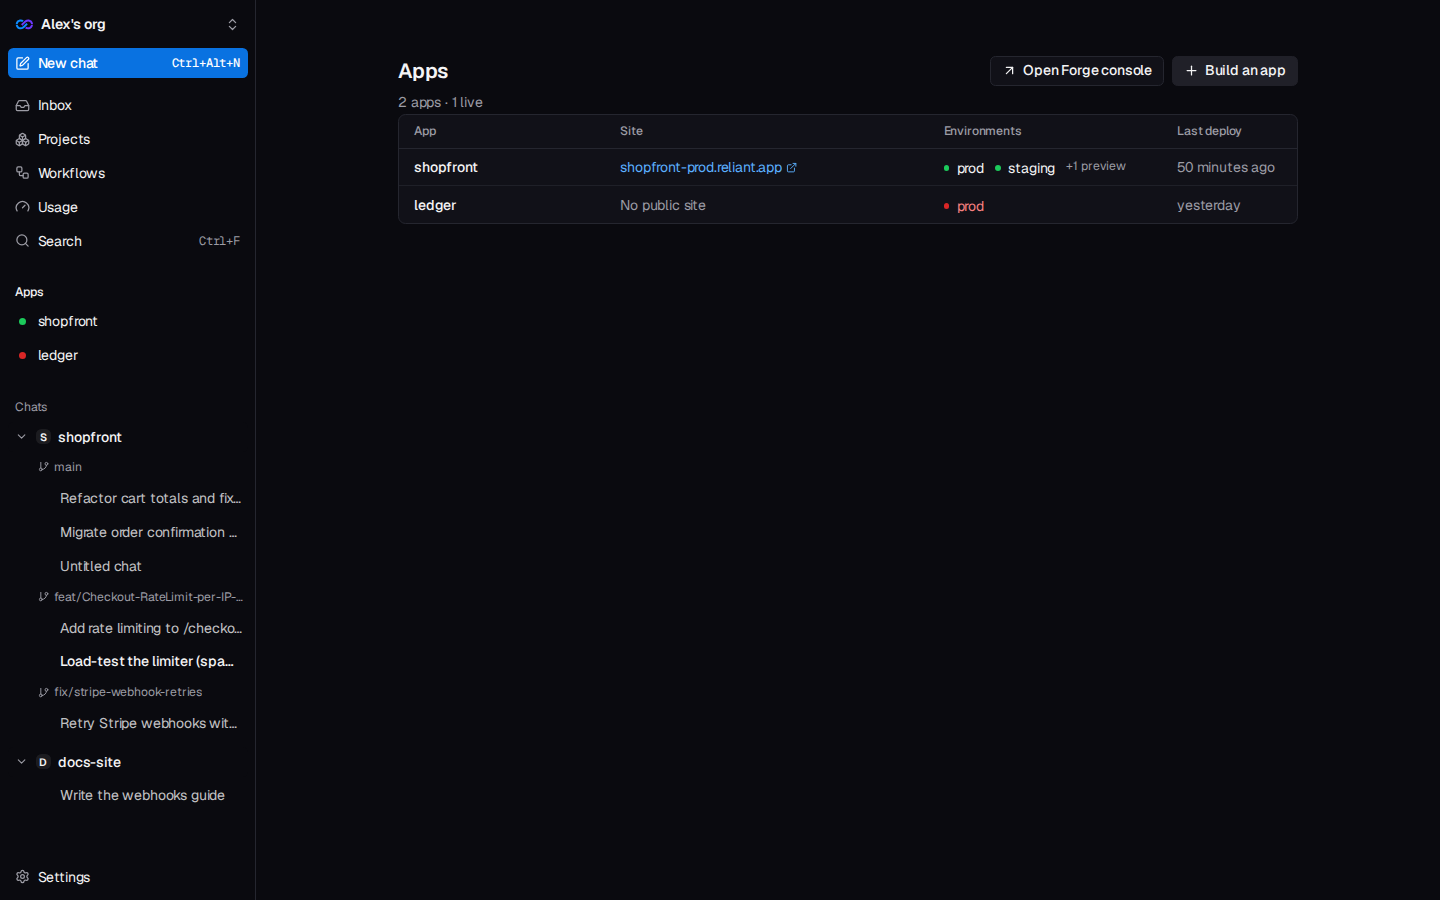 Alex's org
New chat Ctrl+Alt+N
Inbox
Projects
Workflows
Usage
Search Ctrl+F
Apps
shopfront
ledger
Chats
S shopfront
main
Refactor cart totals and fix...
Migrate order confirmation ...
Untitled chat
feat/Checkout-RateLimit-per-IP-...
Add rate limiting to /checko...
Load-test the limiter (spa...
fix/stripe-webhook-retries
Retry Stripe webhooks wit...
D docs-site
Write the webhooks guide
Settings
Apps
Open Forge console
Build an app
2 apps · 1 live
App Site Environments Last deploy
shopfront shopfront-prod.reliant.app prod staging +1 preview 50 minutes ago
ledger No public site prod yesterday